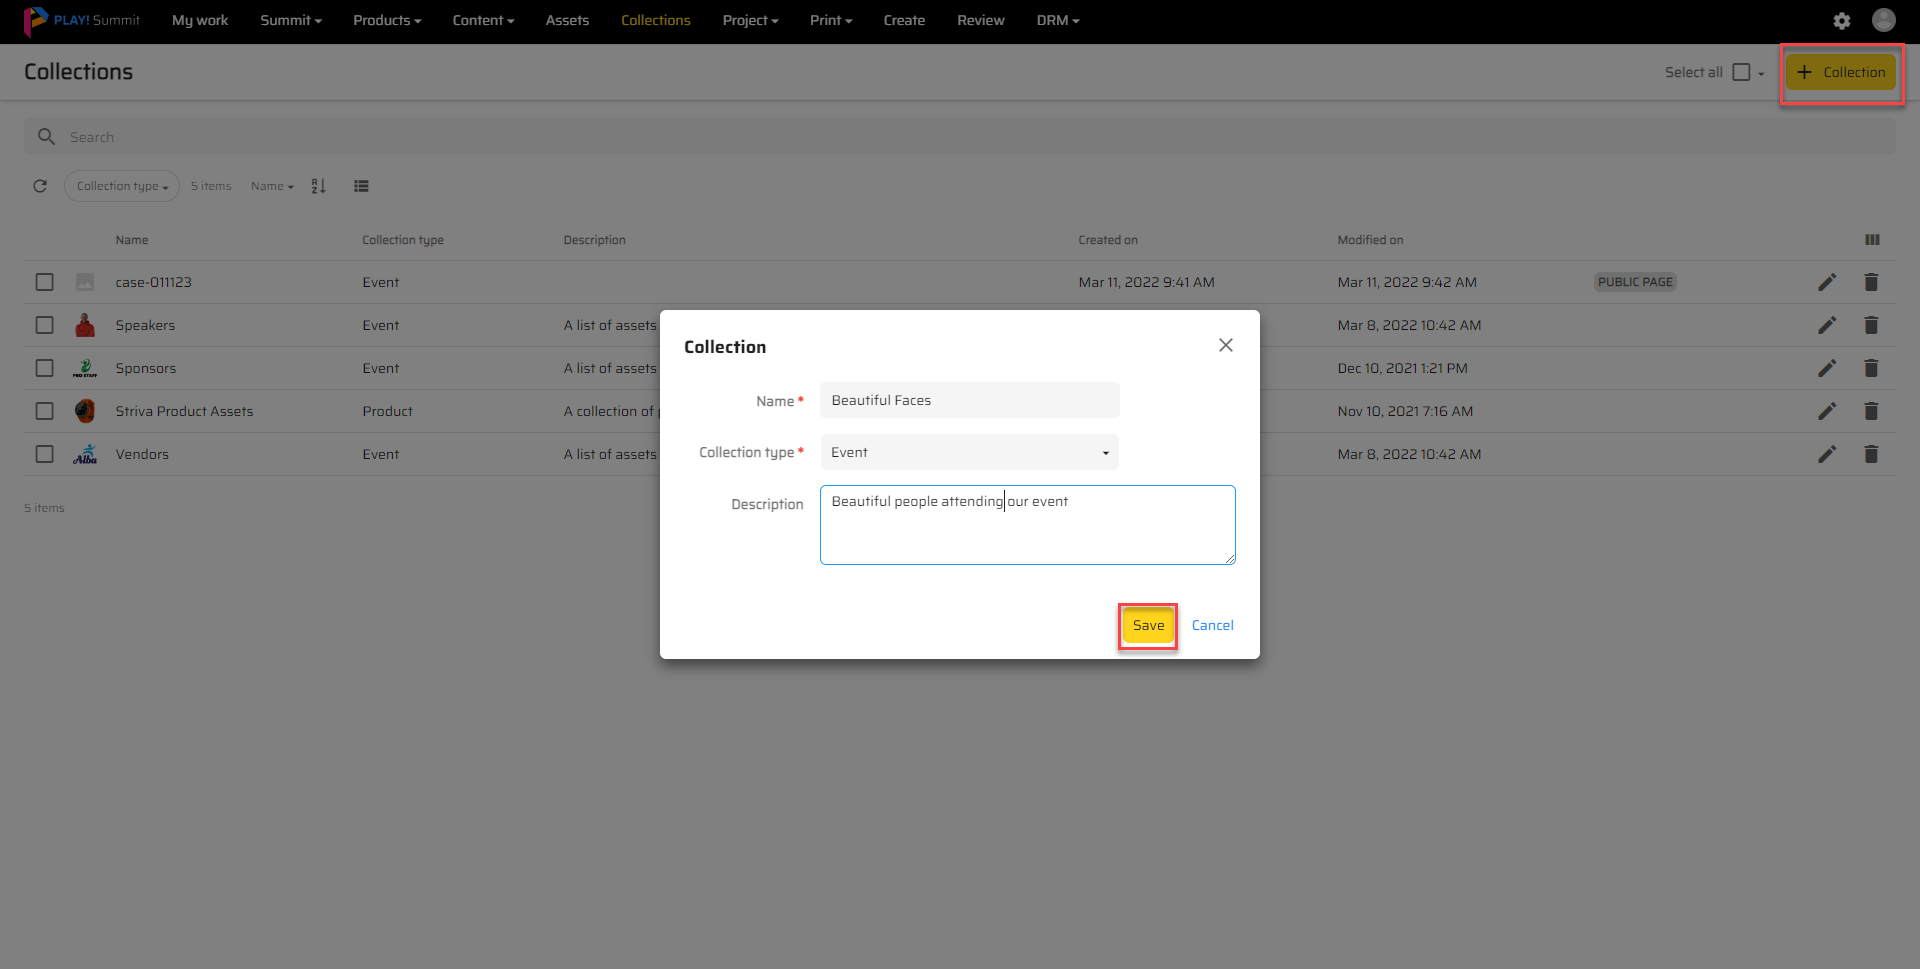 PLAY! Summit My work Summit Products Content Assets Collections Project Print Create Review DRM
Collections Select all + Collection
Search
Collection type 5 items Name A Z
Name Collection type Description Created on Modified on
case-011123 Event Mar 11, 2022 9:41 AM Mar 11, 2022 9:42 AM PUBLIC PAGE
Speakers Event A list of assets Mar 8, 2022 10:42 AM
PRO STAFF Sponsors Event A list of assets Dec 10, 2021 1:21 PM
Striva Product Assets Product A collection of Nov 10, 2021 7:16 AM
Alba Vendors Event A list of assets Mar 8, 2022 10:42 AM
5 items
Collection
Name * Beautiful Faces
Collection type * Event
Description Beautiful people attending our event
Save Cancel